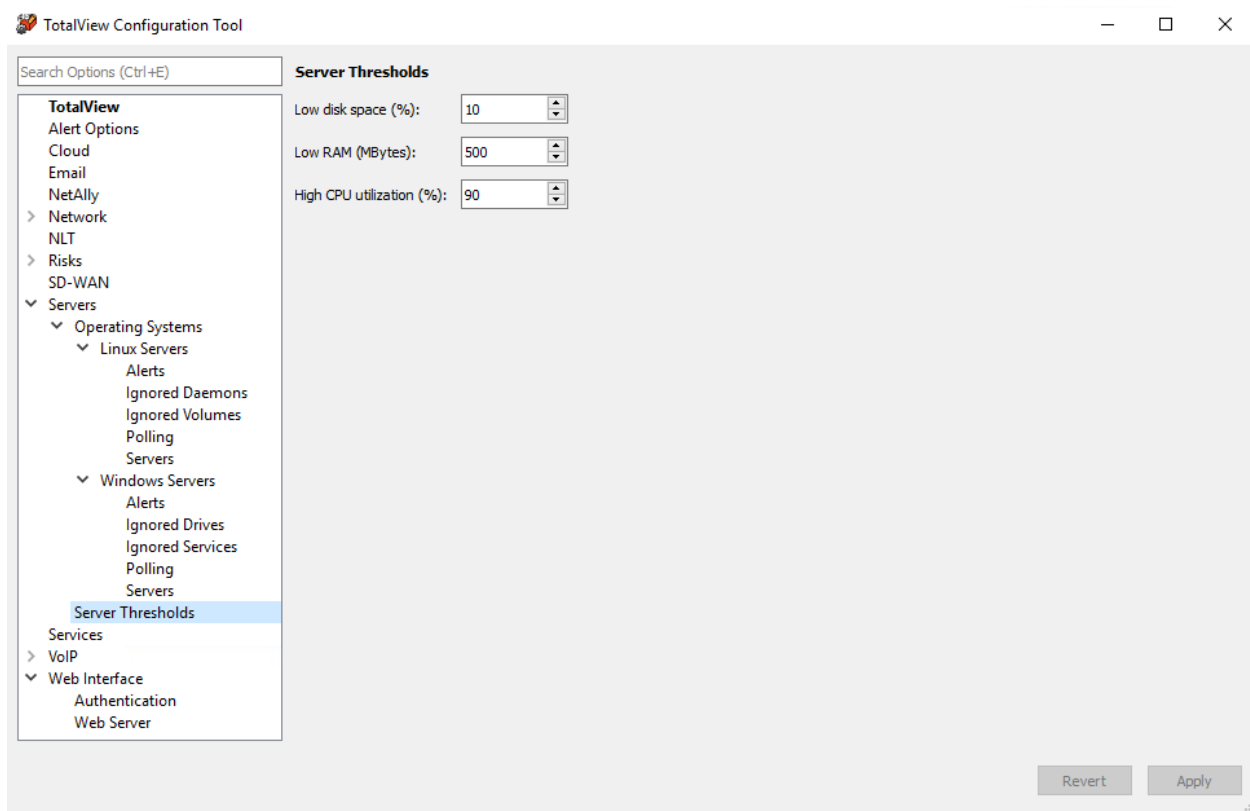 TotalView Configuration Tool
Search Options (Ctrl+E)
TotalView
Alert Options
Cloud
Email
NetAlly
Network
NLT
Risks
SD-WAN
Servers
Operating Systems
Linux Servers
Alerts
Ignored Daemons
Ignored Volumes
Polling
Servers
Windows Servers
Alerts
Ignored Drives
Ignored Services
Polling
Servers
Server Thresholds
Services
VoIP
Web Interface
Authentication
Web Server
Server Thresholds
Low disk space (%): 10
Low RAM (MBytes): 500
High CPU utilization (%): 90
Revert Apply